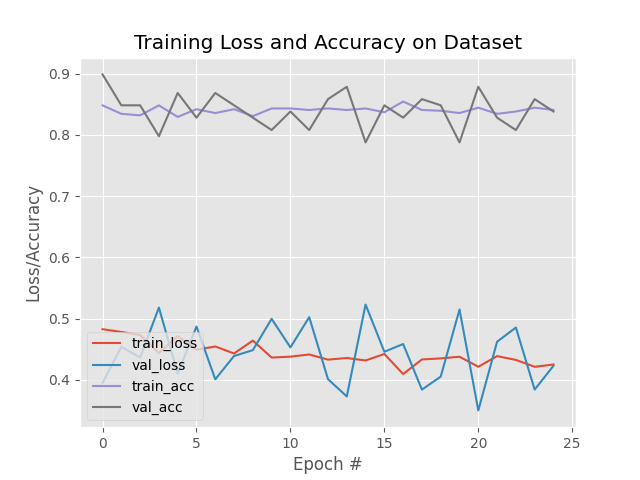 Training Loss and Accuracy on Dataset
Loss/Accuracy
0.9
0.8
0.7
0.6
0.5
0.4
train_loss
val_loss
train_acc
val_acc
0
5
10
15
20
25
Epoch #